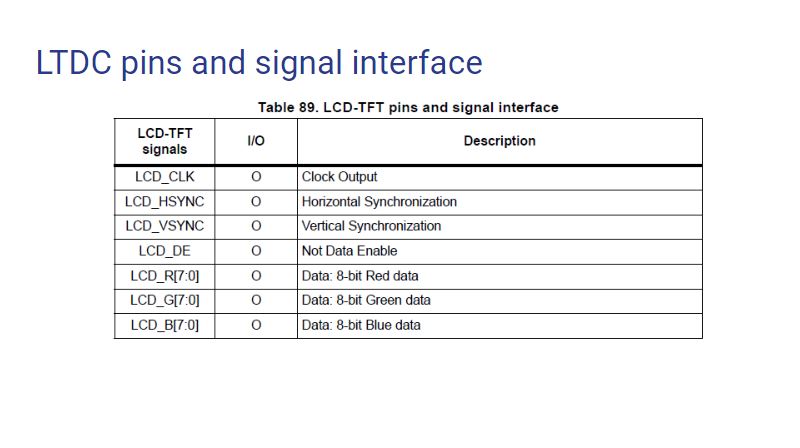 LTDC pins and signal interface
Table 89. LCD-TFT pins and signal interface
LCD-TFT signals I/O Description
LCD_CLK O Clock Output
LCD_HSYNC O Horizontal Synchronization
LCD_VSYNC O Vertical Synchronization
LCD_DE O Not Data Enable
LCD_R[7:0] O Data: 8-bit Red data
LCD_G[7:0] O Data: 8-bit Green data
LCD_B[7:0] O Data: 8-bit Blue data